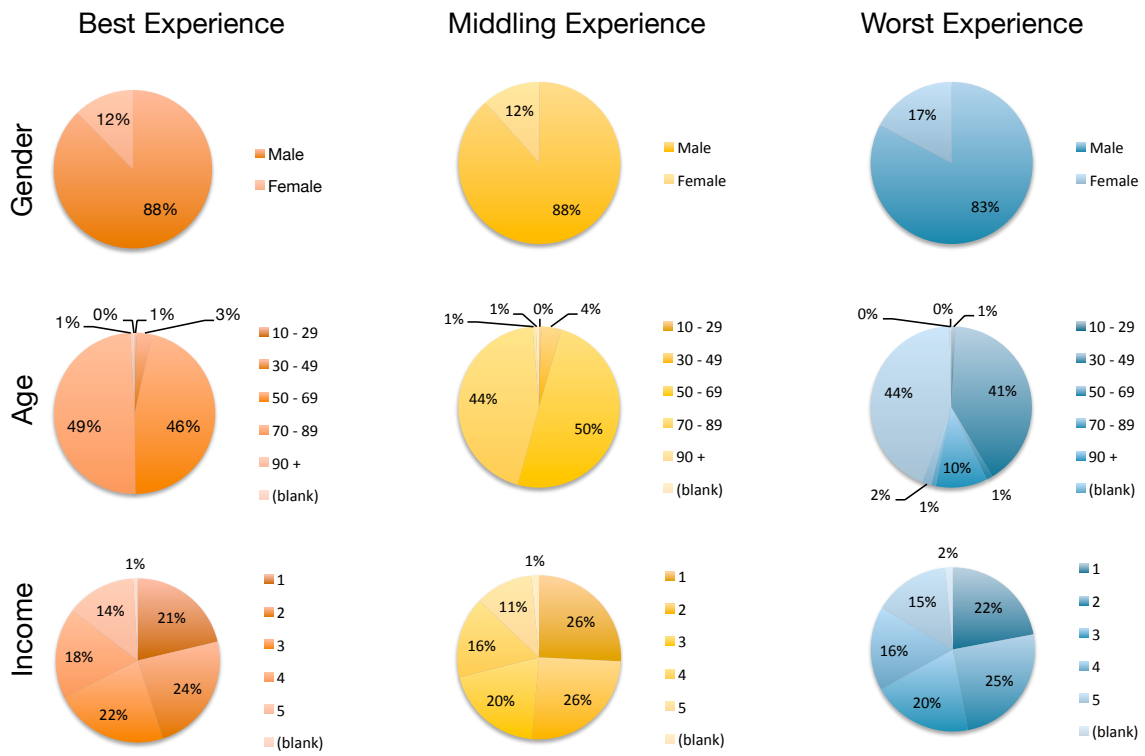 Best Experience
Middling Experience
Worst Experience
Gender
12%
88%
Male
Female
12%
88%
Male
Female
17%
83%
Male
Female
Age
1%
0%
1%
3%
49%
46%
10 - 29
30 - 49
50 - 69
70 - 89
90 +
(blank)
1%
1%
0%
4%
44%
50%
10 - 29
30 - 49
50 - 69
70 - 89
90 +
(blank)
0%
0%
1%
44%
41%
10%
2%
1%
1%
10 - 29
30 - 49
50 - 69
70 - 89
90 +
(blank)
Income
1%
14%
21%
18%
24%
22%
1
2
3
4
5
(blank)
1%
11%
26%
16%
20%
26%
1
2
3
4
5
(blank)
2%
15%
22%
16%
25%
20%
1
2
3
4
5
(blank)